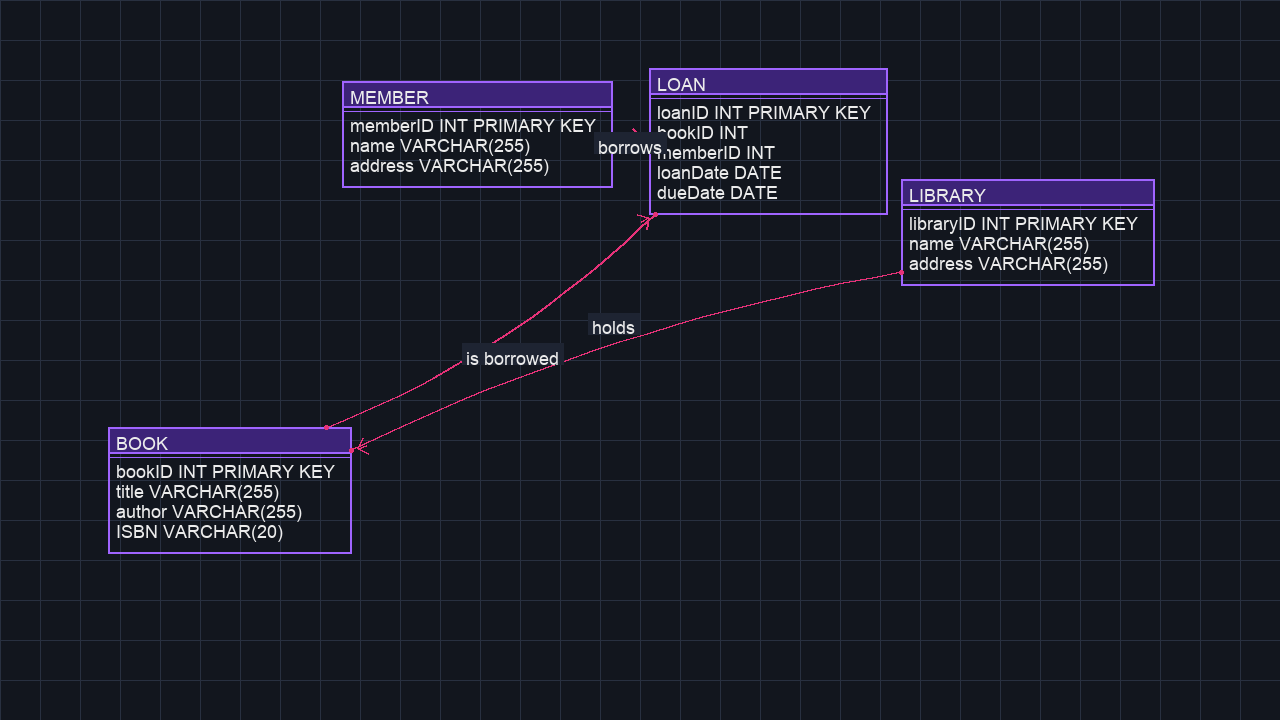 MEMBER
memberID INT PRIMARY KEY
name VARCHAR(255)
address VARCHAR(255)
borrows
LOAN
loanID INT PRIMARY KEY
bookID INT
memberID INT
loanDate DATE
dueDate DATE
LIBRARY
libraryID INT PRIMARY KEY
name VARCHAR(255)
address VARCHAR(255)
holds
is borrowed
BOOK
bookID INT PRIMARY KEY
title VARCHAR(255)
author VARCHAR(255)
ISBN VARCHAR(20)